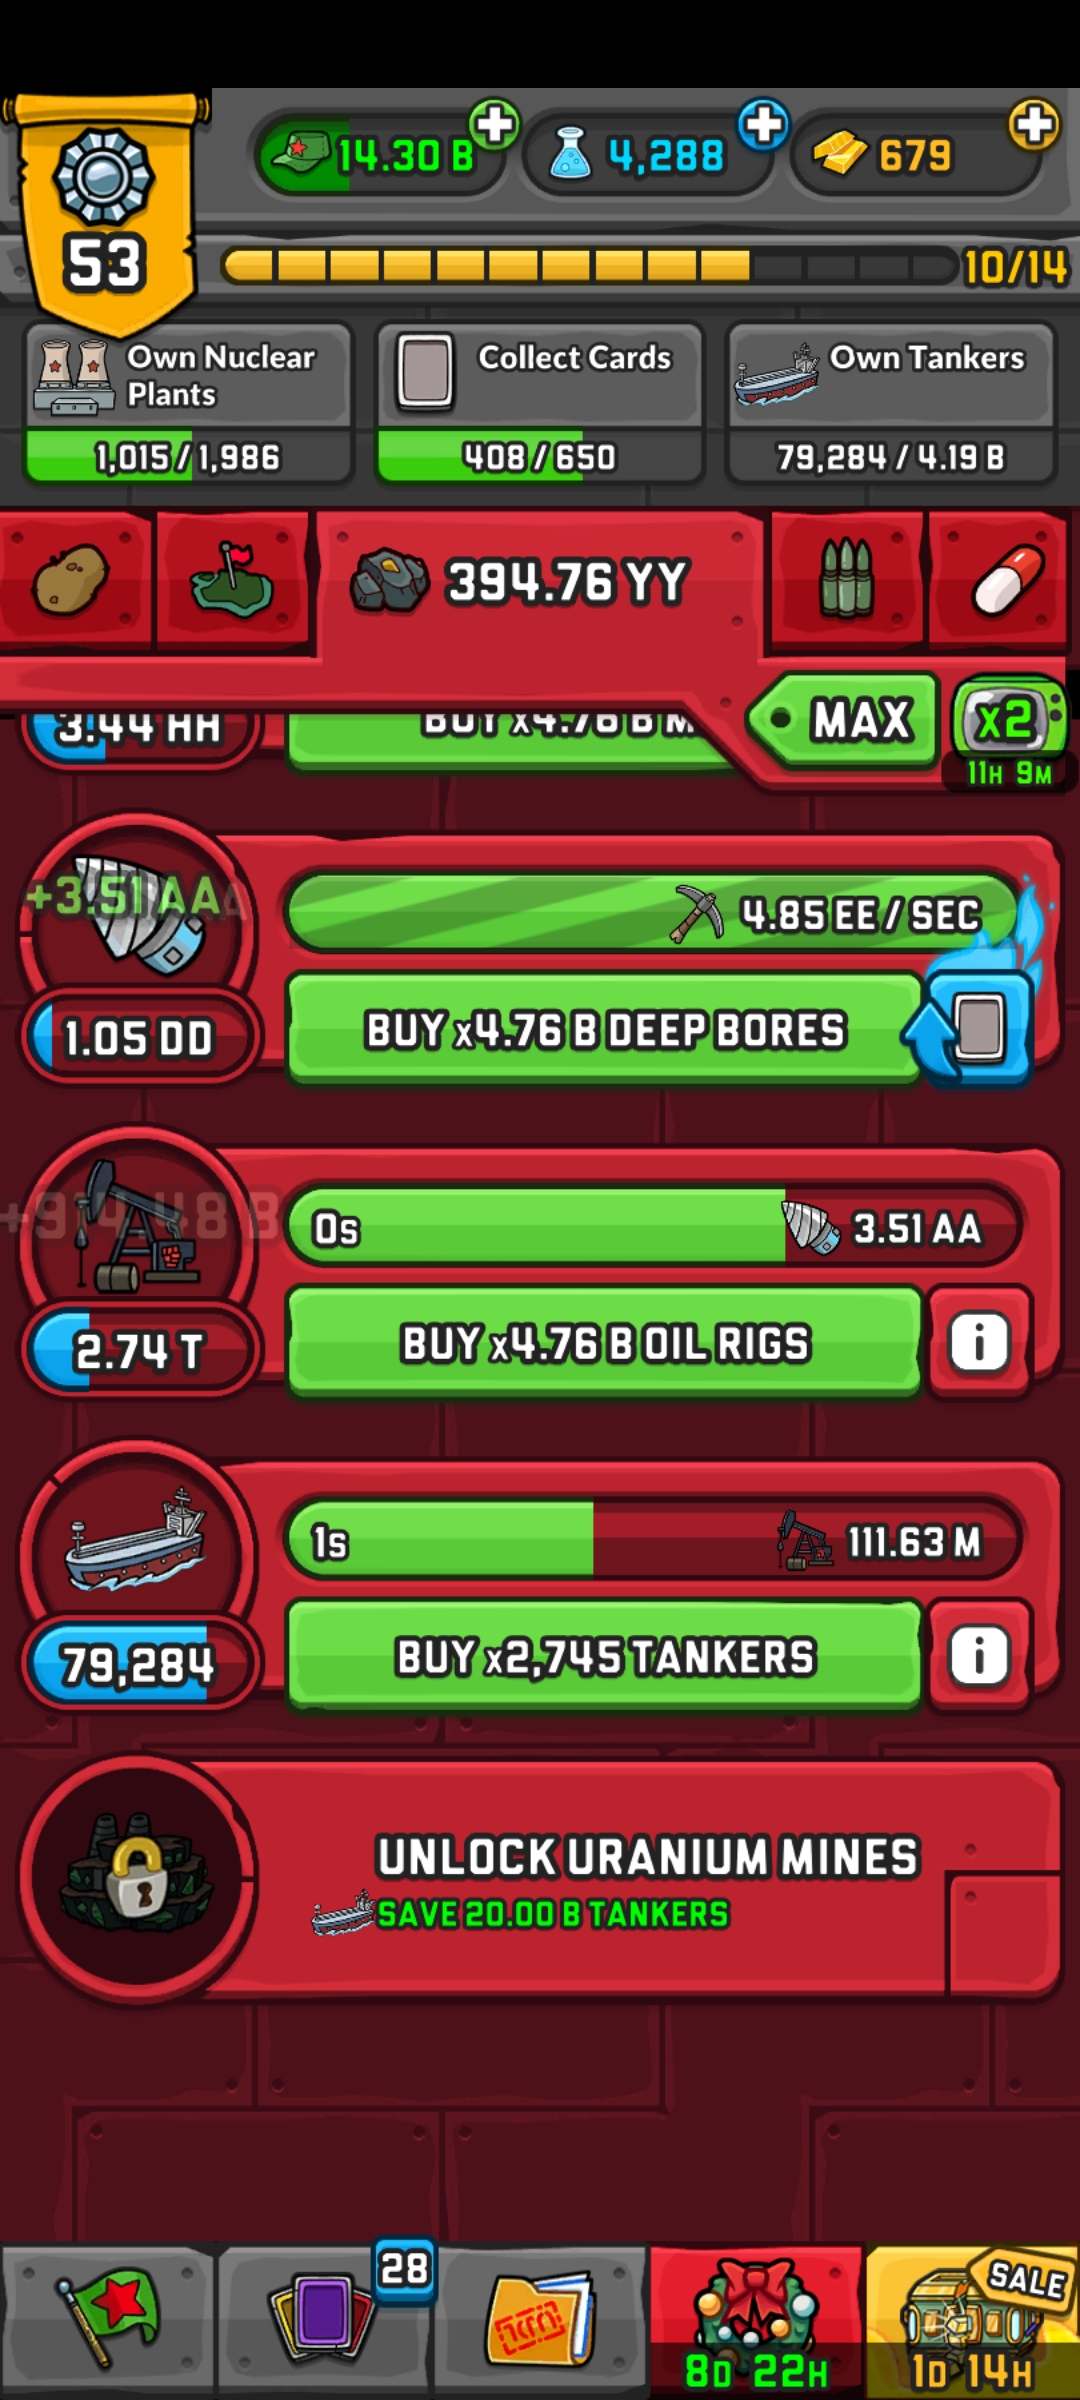 53
14.30 B
4,288
679
10/14
Own Nuclear
Plants
1,015 / 1,986
Collect Cards
408 / 650
Own Tankers
79,284 / 4.19 B
394.76 YY
MAX
x2
11H 9M
3.44 HH
BUY x4.76 B M
+3.51 AA
4.85 EE / SEC
1.05 DD
BUY x4.76 B DEEP BORES
+914.48 B
0s
3.51 AA
2.74 T
BUY x4.76 B OIL RIGS
i
1s
111.63 M
79,284
BUY x2,745 TANKERS
i
UNLOCK URANIUM MINES
SAVE 20.00 B TANKERS
28
SALE
8D 22H
1D 14H